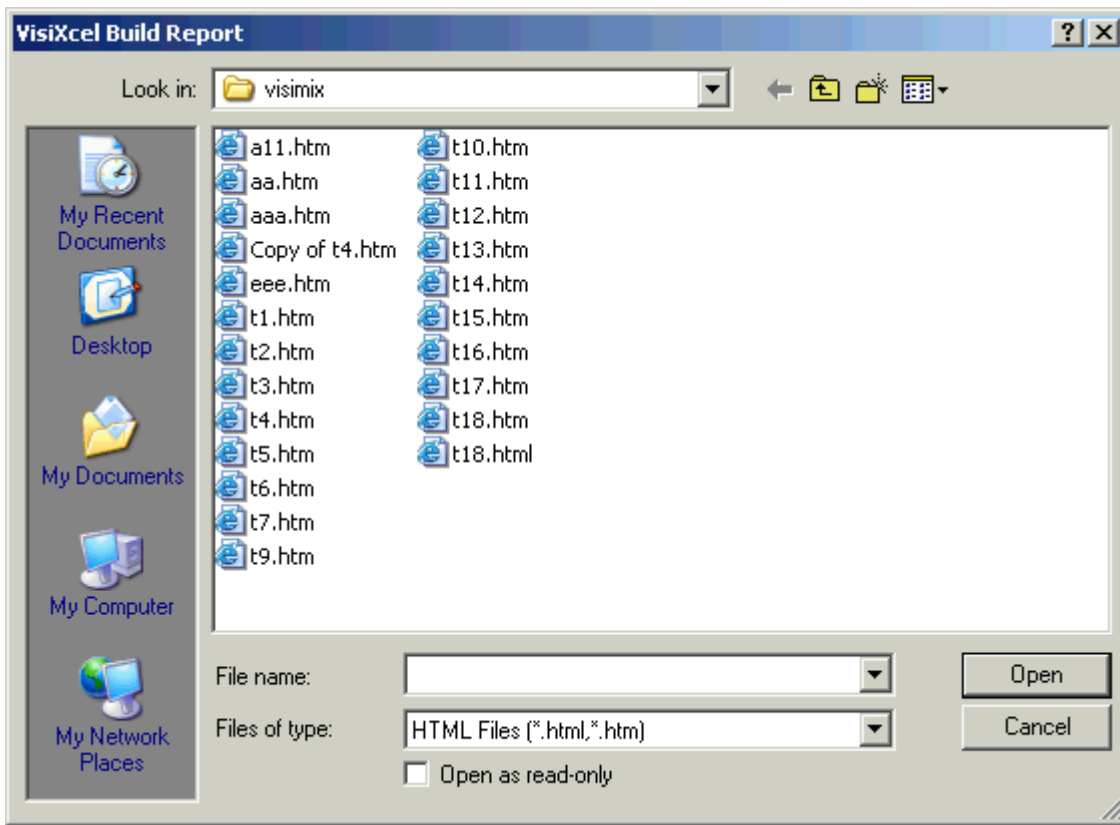 VisiXcel Build Report
?
Look in:
visimix
My Recent
Documents
Desktop
My Documents
My Computer
My Network
Places
a11.htm
aa.htm
aaa.htm
Copy of t4.htm
eee.htm
t1.htm
t2.htm
t3.htm
t4.htm
t5.htm
t6.htm
t7.htm
t9.htm
t10.htm
t11.htm
t12.htm
t13.htm
t14.htm
t15.htm
t16.htm
t17.htm
t18.htm
t18.html
File name:
Open
Files of type:
HTML Files (*.html,*.htm)
Cancel
Open as read-only